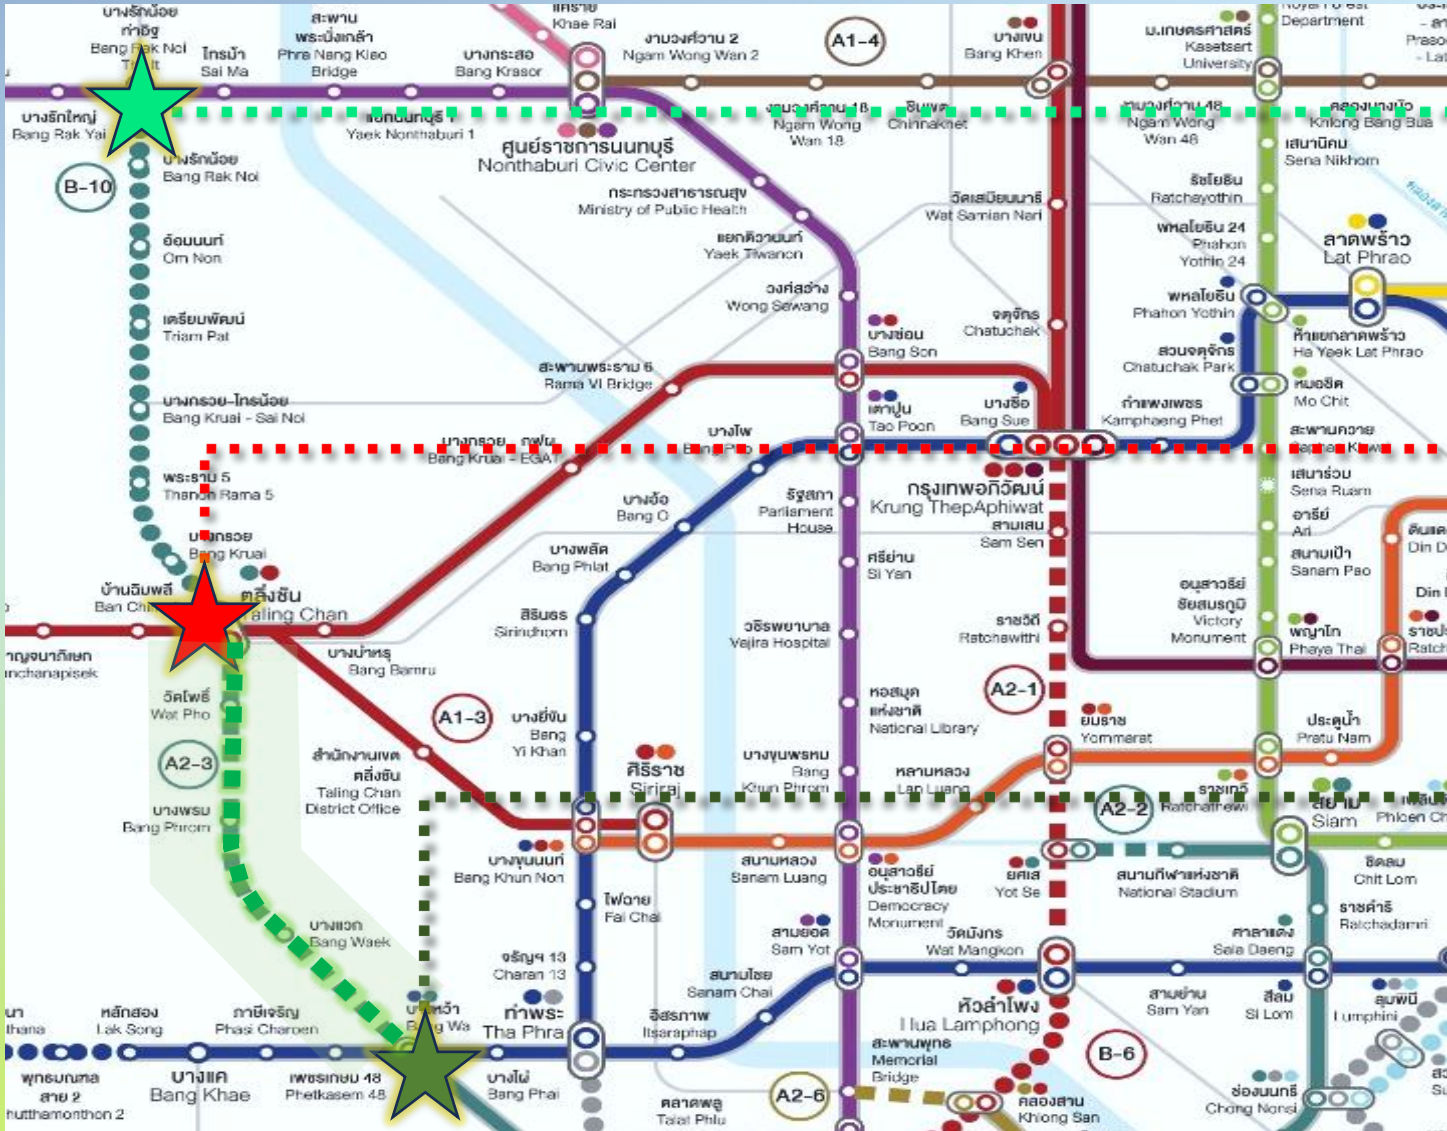 บางรักน้อย
ท่าอิฐ
Bang Rak Noi
ไทรม้า
Sai Ma
สะพาน
พระนั่งเกล้า
Phra Nang Klao
Bridge
บางกระสอ
Bang Krasor
แคราย
Khae Rai
งามวงศ์วาน 2
Ngam Wong Wan 2
A1-4
บางเขน
Bang Khen
ม.เกษตรศาสตร์
Kasetsart
University
Department
บางรักใหญ่
Bang Rak Yai
แยกนนทบุรี 1
Yaek Nonthaburi 1
ศูนย์ราชการนนทบุรี
Nonthaburi Civic Center
งามวงศ์วาน 18
Ngam Wong
Wan 18
ชินเขต
Chinnakhet
งามวงศ์วาน 48
Ngam Wong
Wan 48
คลองบางบัว
Khlong Bang Bua
เสนานิคม
Sena Nikhom
B-10
บางรักน้อย
Bang Rak Noi
กระทรวงสาธารณสุข
Ministry of Public Health
วัดเสมียนนารี
Wat Samian Nari
รัชโยธิน
Ratchayothin
อ้อมนนท์
Om Non
แยกติวานนท์
Yaek Tiwanon
พหลโยธิน 24
Phahon
Yothin 24
ลาดพร้าว
Lat Phrao
วงศ์สว่าง
Wong Sawang
พหลโยธิน
Phahon Yothin
เตรียมพัฒน์
Triam Pat
บางซ่อน
Bang Son
จตุจักร
Chatuchak
ห้าแยกลาดพร้าว
Ha Yaek Lat Phrao
สวนจตุจักร
Chatuchak Park
สะพานพระราม 6
Rama VI Bridge
หมอชิต
Mo Chit
บางกรวย-ไทรน้อย
Bang Kruai - Sai Noi
เตาปูน
Tao Poon
บางซื่อ
Bang Sue
กำแพงเพชร
Kamphaeng Phet
บางกรวย กฟผ
Bang Kruai - EGAT
บางโพ
Bang Pho
สะพานควาย
พระราม 5
Thanon Rama 5
กรุงเทพอภิวัฒน์
Krung ThepAphiwat
เสนาร่วม
Sena Ruam
บางอ้อ
Bang O
รัฐสภา
Parliament
House
สามเสน
Sam Sen
อารีย์
Ari
บางกรวย
Bang Kruai
บางพลัด
Bang Phlat
ศรีย่าน
Si Yan
สนามเป้า
Sanam Pao
บ้านฉิมพลี
ตลิ่งชัน
Taling Chan
สิรินธร
Sirindhorn
วชิรพยาบาล
Vajira Hospital
ราชวิถี
Ratchawithi
อนุสาวรีย์
ชัยสมรภูมิ
Victory
Monument
พญาไท
Phaya Thai
บางบำหรุ
Bang Bamru
วัดโพธิ์
Wat Pho
A1-3
บางยี่ขัน
Bang
Yi Khan
หอสมุด
แห่งชาติ
National Library
A2-1
ยมราช
Yommarat
ประตูน้ำ
Pratu Nam
A2-3
สำนักงานเขต
ตลิ่งชัน
Taling Chan
District Office
ศิริราช
Siriraj
บางขุนพรหม
Bang
Khun Phrom
หลานหลวง
Lan Luang
บางพรม
Bang Phrom
A2-2
ราชเทวี
Ratchathewi
สยาม
Siam
บางขุนนนท์
Bang Khun Non
สนามหลวง
Sanam Luang
อนุสาวรีย์
ประชาธิปไตย
Democracy
Monument
ยศเส
Yot Se
สนามกีฬาแห่งชาติ
National Stadium
ชิดลม
Chit Lom
ไฟฉาย
Fai Chai
ราชดำริ
Ratchadamri
บางแวก
Bang Waek
สามยอด
Sam Yot
วัดมังกร
Wat Mangkon
ศาลาแดง
Sala Daeng
จรัญฯ 13
Charan 13
สนามไชย
Sanam Chai
หลักสอง
Lak Song
ภาษีเจริญ
Phasi Charoen
บางหว้า
Bang Wa
ท่าพระ
Tha Phra
อิสรภาพ
Itsaraphap
หัวลำโพง
Hua Lamphong
สามย่าน
Sam Yan
สีลม
Si Lom
ลุมพินี
Lumphini
พุทธมณฑล
สาย 2
บางแค
Bang Khae
เพชรเกษม 48
Phetkasem 48
บางไผ่
Bang Phai
สะพานพุทธ
Memorial
Bridge
B-6
A2-6
ตลาดพลู
Talat Phlu
คลองสาน
Khlong San
ช่องนนทรี
Chong Nonsi